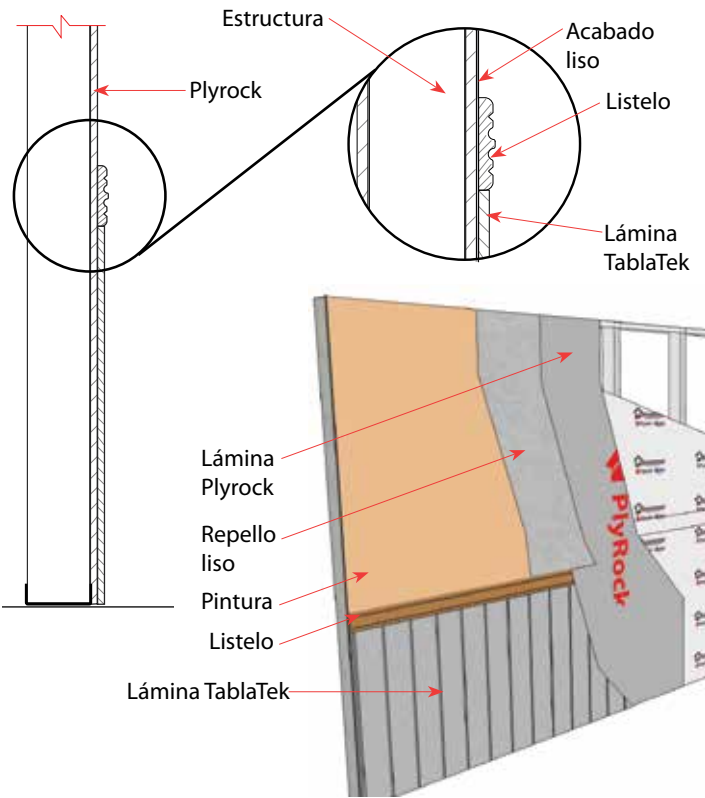 Estructura
Acabado
liso
Plyrock
Listelo
Lámina
TablaTek
Lámina
Plyrock
PlyRock
Repello
liso
Pintura
Listelo
Lámina TablaTek